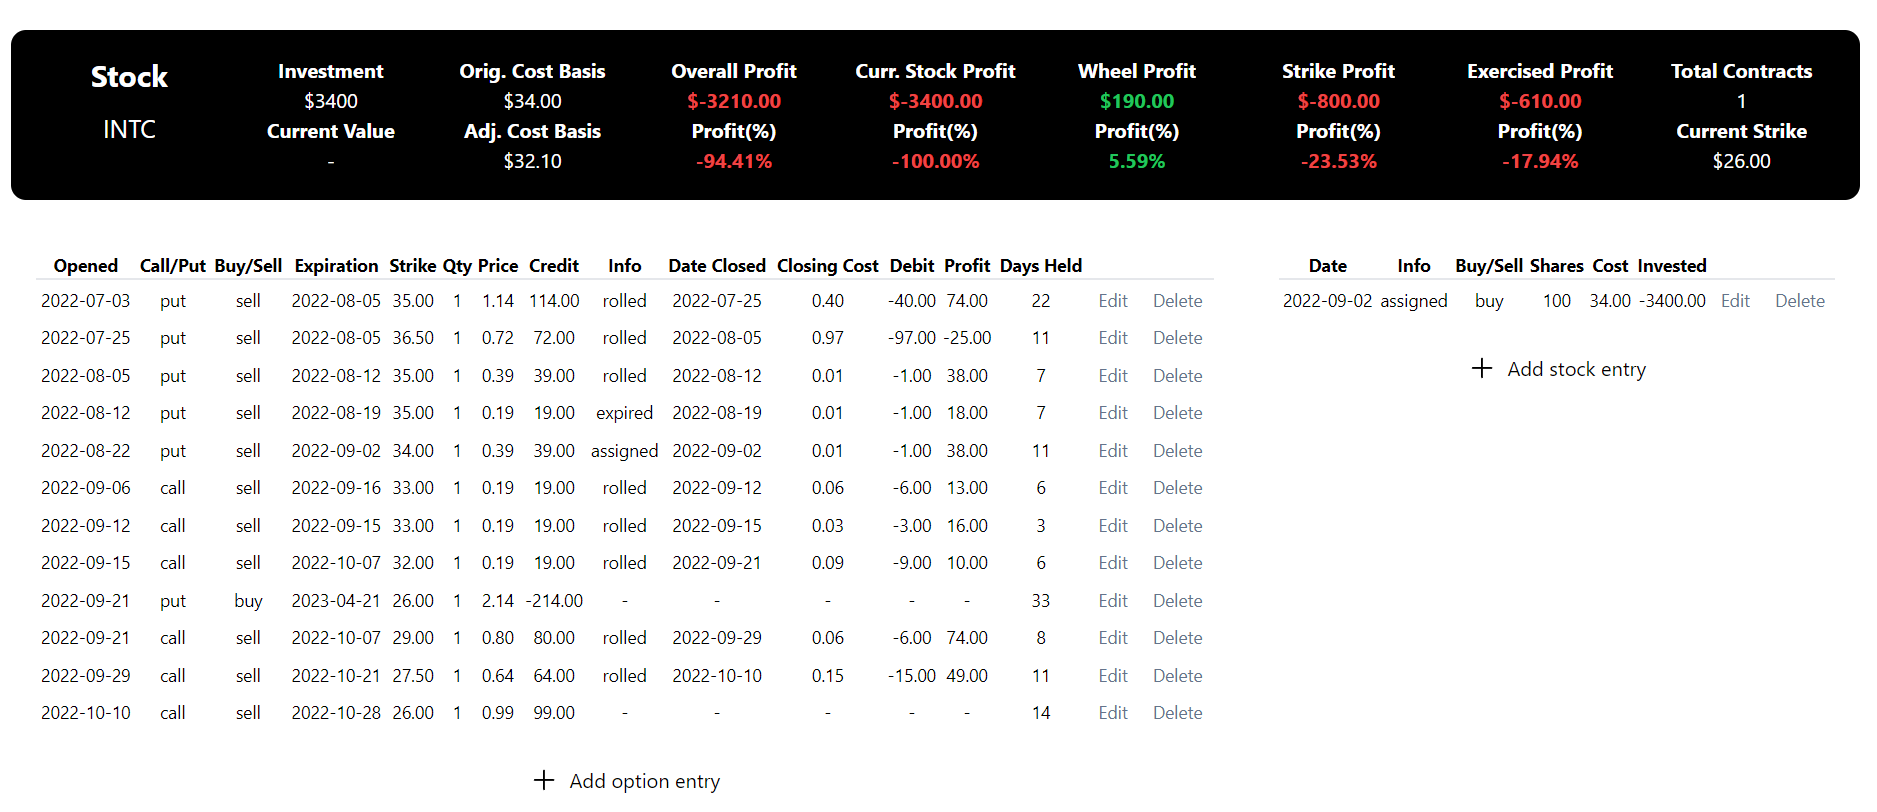 Stock Investment Orig. Cost Basis Overall Profit Curr. Stock Profit Wheel Profit Strike Profit Exercised Profit Total Contracts
$3400 $34.00 $-3210.00 $-3400.00 $190.00 $-800.00 $-610.00 1
INTC Current Value Adj. Cost Basis Profit(%) Profit(%) Profit(%) Profit(%) Profit(%) Current Strike
- $32.10 -94.41% -100.00% 5.59% -23.53% -17.94% $26.00
Opened Call/Put Buy/Sell Expiration Strike Qty Price Credit Info Date Closed Closing Cost Debit Profit Days Held
2022-07-03 put sell 2022-08-05 35.00 1 1.14 114.00 rolled 2022-07-25 0.40 -40.00 74.00 22 Edit Delete
2022-07-25 put sell 2022-08-05 36.50 1 0.72 72.00 rolled 2022-08-05 0.97 -97.00 -25.00 11 Edit Delete
2022-08-05 put sell 2022-08-12 35.00 1 0.39 39.00 rolled 2022-08-12 0.01 -1.00 38.00 7 Edit Delete
2022-08-12 put sell 2022-08-19 35.00 1 0.19 19.00 expired 2022-08-19 0.01 -1.00 18.00 7 Edit Delete
2022-08-22 put sell 2022-09-02 34.00 1 0.39 39.00 assigned 2022-09-02 0.01 -1.00 38.00 11 Edit Delete
2022-09-06 call sell 2022-09-16 33.00 1 0.19 19.00 rolled 2022-09-12 0.06 -6.00 13.00 6 Edit Delete
2022-09-12 call sell 2022-09-15 33.00 1 0.19 19.00 rolled 2022-09-15 0.03 -3.00 16.00 3 Edit Delete
2022-09-15 call sell 2022-10-07 32.00 1 0.19 19.00 rolled 2022-09-21 0.09 -9.00 10.00 6 Edit Delete
2022-09-21 put buy 2023-04-21 26.00 1 2.14 -214.00 - - - - - 33 Edit Delete
2022-09-21 call sell 2022-10-07 29.00 1 0.80 80.00 rolled 2022-09-29 0.06 -6.00 74.00 8 Edit Delete
2022-09-29 call sell 2022-10-21 27.50 1 0.64 64.00 rolled 2022-10-10 0.15 -15.00 49.00 11 Edit Delete
2022-10-10 call sell 2022-10-28 26.00 1 0.99 99.00 - - - - - 14 Edit Delete
+ Add option entry
Date Info Buy/Sell Shares Cost Invested
2022-09-02 assigned buy 100 34.00 -3400.00 Edit Delete
+ Add stock entry